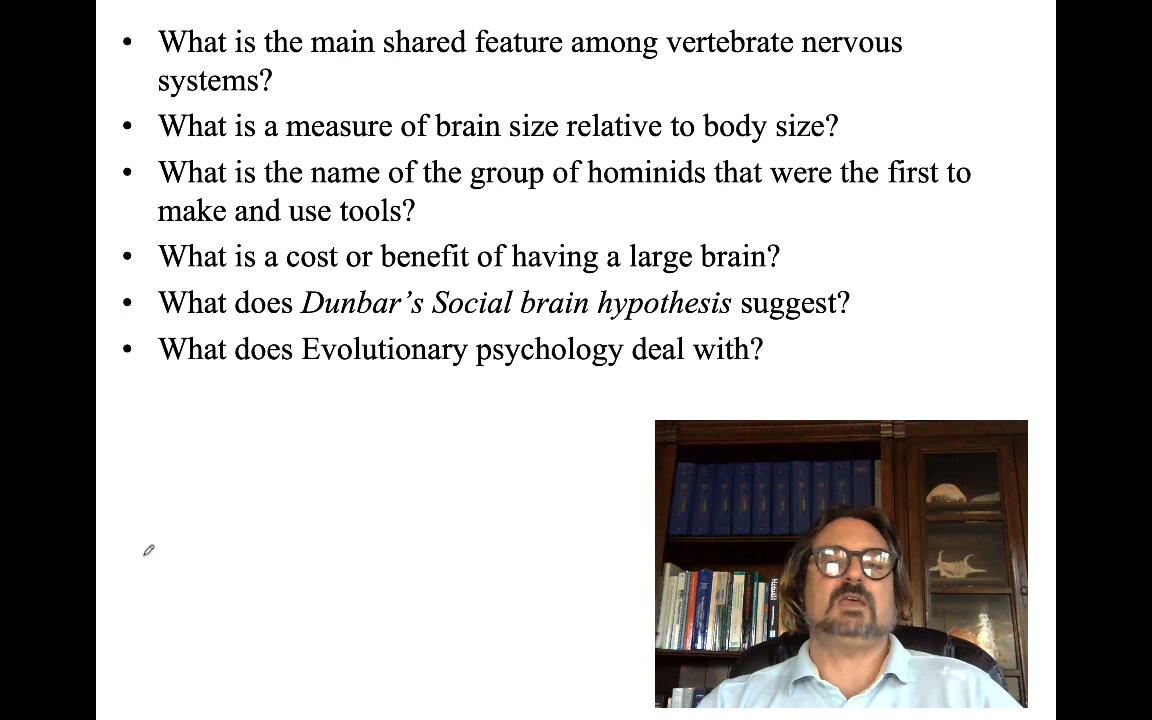 • What is the main shared feature among vertebrate nervous
systems?
• What is a measure of brain size relative to body size?
• What is the name of the group of hominids that were the first to
make and use tools?
• What is a cost or benefit of having a large brain?
• What does Dunbar’s Social brain hypothesis suggest?
• What does Evolutionary psychology deal with?